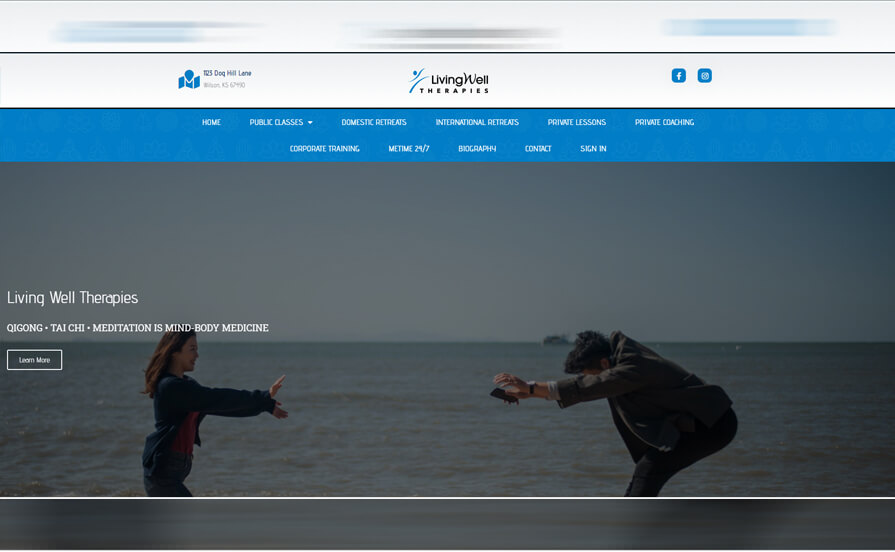 1123 Dog Hill Lane
Wilson, KS 67490
LivingWell
THERAPIES
HOME
PUBLIC CLASSES
DOMESTIC RETREATS
INTERNATIONAL RETREATS
PRIVATE LESSONS
PRIVATE COACHING
CORPORATE TRAINING
METIME 24/7
BIOGRAPHY
CONTACT
SIGN IN
Living Well Therapies
QIGONG • TAI CHI • MEDITATION IS MIND-BODY MEDICINE
Learn More